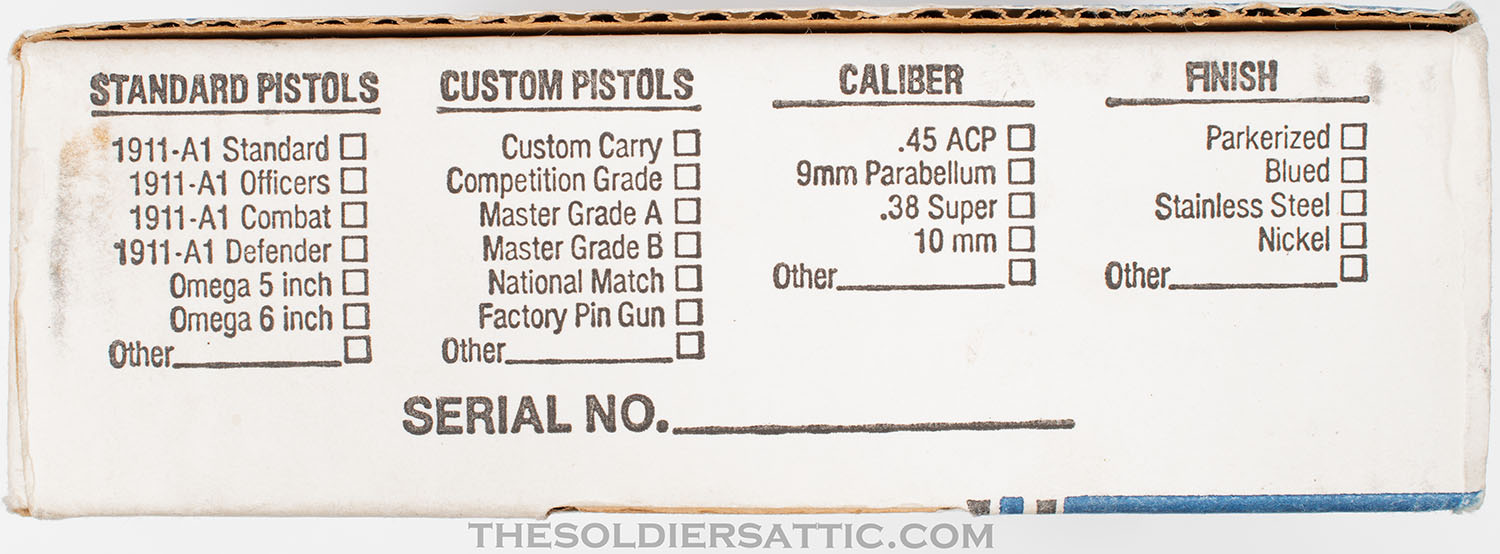 STANDARD PISTOLS
1911-A1 Standard
1911-A1 Officers
1911-A1 Combat
1911-A1 Defender
Omega 5 inch
Omega 6 inch
Other
CUSTOM PISTOLS
Custom Carry
Competition Grade
Master Grade A
Master Grade B
National Match
Factory Pin Gun
Other
CALIBER
.45 ACP
9mm Parabellum
.38 Super
10 mm
Other
FINISH
Parkerized
Blued
Stainless Steel
Nickel
Other
SERIAL NO.
THESOLDIERSATTIC.COM